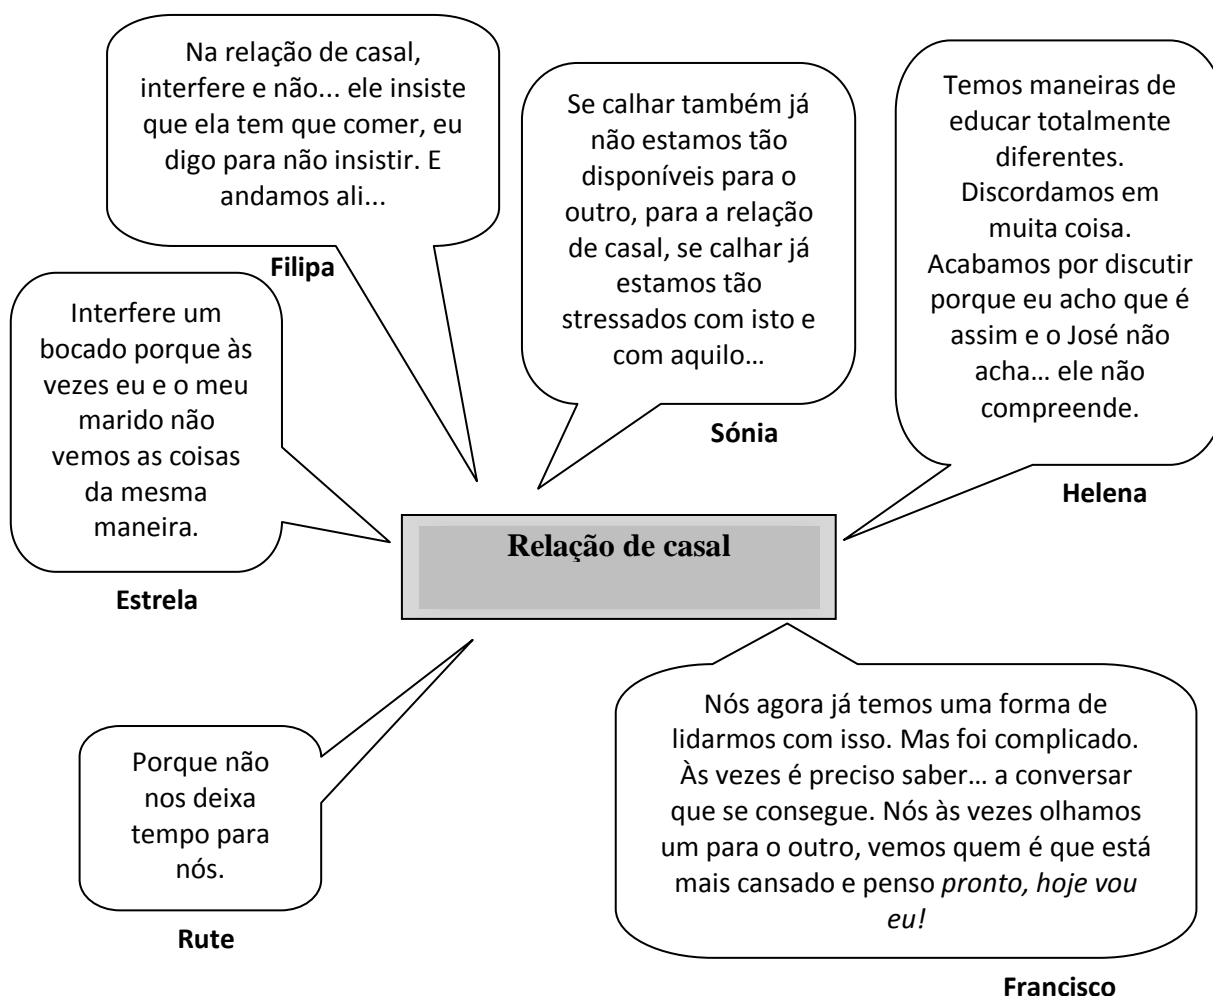 Na relação de casal,
interfere e não... ele insiste
que ela tem que comer, eu
digo para não insistir. E
andamos ali...
Filipa
Se calhar também já
não estamos tão
disponíveis para o
outro, para a relação
de casal, se calhar já
estamos tão
stressados com isto e
com aquilo…
Sónia
Temos maneiras de
educar totalmente
diferentes.
Discordamos em
muita coisa.
Acabamos por discutir
porque eu acho que é
assim e o José não
acha… ele não
compreende.
Helena
Interfere um
bocado porque às
vezes eu e o meu
marido não
vemos as coisas
da mesma
maneira.
Estrela
Relação de casal
Porque não
nos deixa
tempo para
nós.
Rute
Nós agora já temos uma forma de
lidarmos com isso. Mas foi complicado.
Às vezes é preciso saber… a conversar
que se consegue. Nós às vezes olhamos
um para o outro, vemos quem é que está
mais cansado e penso pronto, hoje vou
eu!
Francisco